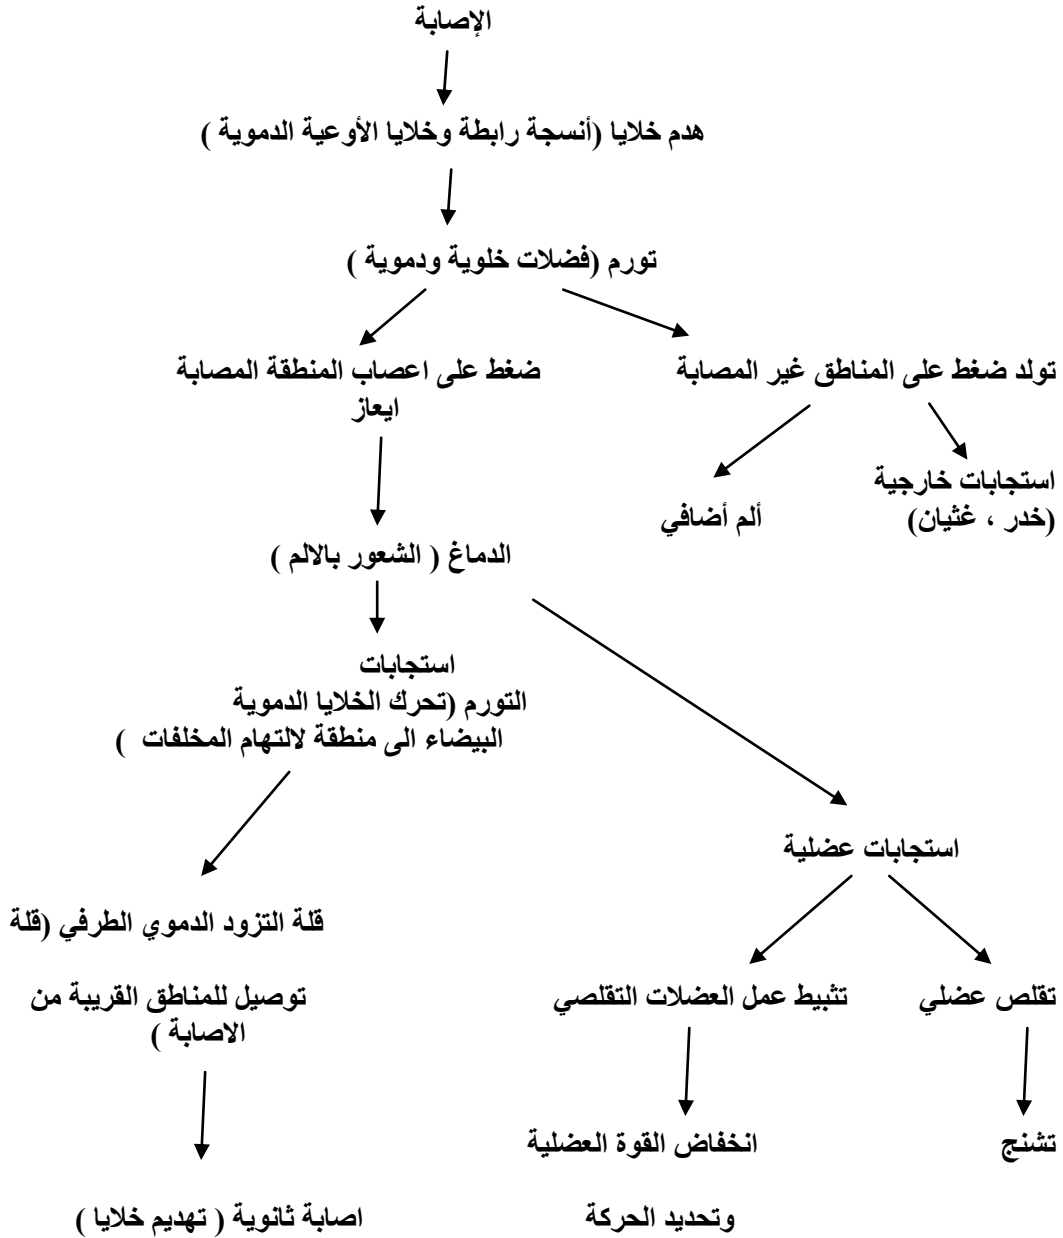 الإصابة
هدم خلايا (أنسجة رابطة وخلايا الأوعية الدموية )
تورم (فضلات خلوية ودموية )
تولد ضغط على المناطق غير المصابة
ضغط على اعصاب المنطقة المصابة
ايعاز
استجابات خارجية
(خدر ، غثيان)
ألم أضافي
الدماغ ( الشعور بالالم )
استجابات
التورم (تحرك الخلايا الدموية
البيضاء الى منطقة لالتهام المخلفات )
استجابات عضلية
قلة التزود الدموي الطرفي (قلة
توصيل للمناطق القريبة من
الاصابة )
تقلص عضلي
تثبيط عمل العضلات التقلصي
تشنج
انخفاض القوة العضلية
وتحديد الحركة
اصابة ثانوية ( تهديم خلايا )